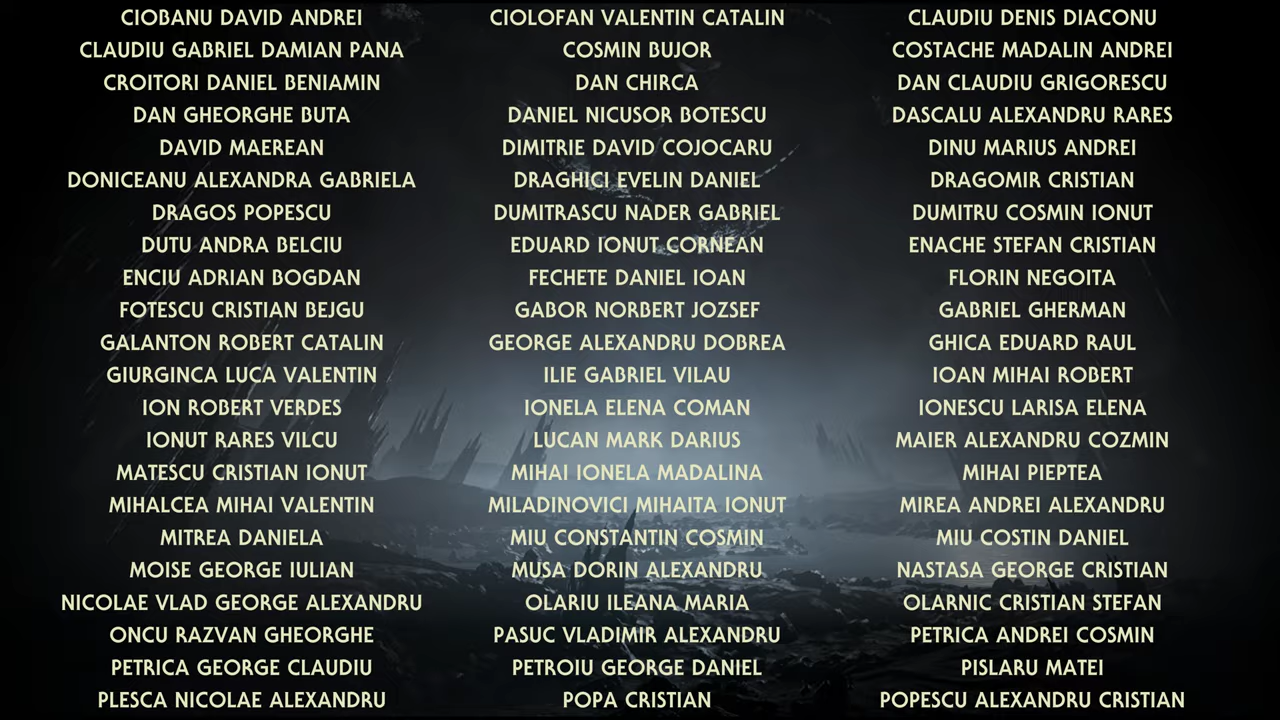 CIOBANU DAVID ANDREI CIOLOFAN VALENTIN CATALIN CLAUDIU DENIS DIACONU
CLAUDIU GABRIEL DAMIAN PANA COSMIN BUJOR COSTACHE MADALIN ANDREI
CROITORI DANIEL BENIAMIN DAN CHIRCA DAN CLAUDIU GRIGORESCU
DAN GHEORGHE BUTA DANIEL NICUSOR BOTESCU DASCALU ALEXANDRU RARES
DAVID MAEREAN DIMITRIE DAVID COJOCARU DINU MARIUS ANDREI
DONICEANU ALEXANDRA GABRIELA DRAGHICI EVELIN DANIEL DRAGOMIR CRISTIAN
DRAGOS POPESCU DUMITRASCU NADER GABRIEL DUMITRU COSMIN IONUT
DUTU ANDRA BELCIU EDUARD IONUT CORNEAN ENACHE STEFAN CRISTIAN
ENCIU ADRIAN BOGDAN FECHETE DANIEL IOAN FLORIN NEGOITA
FOTESCU CRISTIAN BEJGU GABOR NORBERT JOZSEF GABRIEL GHERMAN
GALANTON ROBERT CATALIN GEORGE ALEXANDRU DOBREA GHICA EDUARD RAUL
GIURGINCA LUCA VALENTIN ILIE GABRIEL VILAU IOAN MIHAI ROBERT
ION ROBERT VERDES IONELA ELENA COMAN IONESCU LARISA ELENA
IONUT RARES VILCU LUCAN MARK DARIUS MAIER ALEXANDRU COZMIN
MATESCU CRISTIAN IONUT MIHAI IONELA MADALINA MIHAI PIEPTEA
MIHALCEA MIHAI VALENTIN MILADINOVICI MIHAITA IONUT MIREA ANDREI ALEXANDRU
MITREA DANIELA MIU CONSTANTIN COSMIN MIU COSTIN DANIEL
MOISE GEORGE IULIAN MUSA DORIN ALEXANDRU NASTASA GEORGE CRISTIAN
NICOLAE VLAD GEORGE ALEXANDRU OLARIU ILEANA MARIA OLARNIC CRISTIAN STEFAN
ONCU RAZVAN GHEORGHE PASUC VLADIMIR ALEXANDRU PETRICA ANDREI COSMIN
PETRICA GEORGE CLAUDIU PETROIU GEORGE DANIEL PISLARU MATEI
PLESCA NICOLAE ALEXANDRU POPA CRISTIAN POPESCU ALEXANDRU CRISTIAN